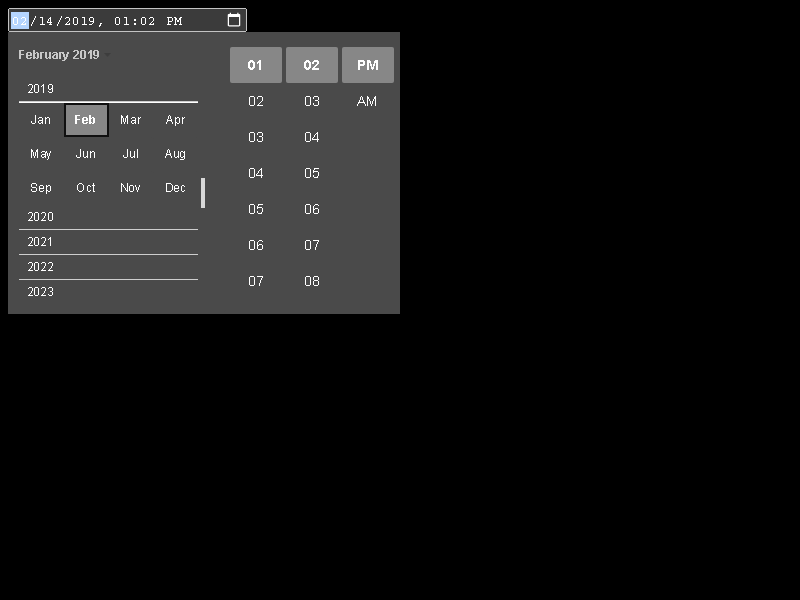 02/14/2019, 01:02 PM
February 2019
2019
Jan Feb Mar Apr
May Jun Jul Aug
Sep Oct Nov Dec
2020
2021
2022
2023
01 02 PM
02 03 AM
03 04
04 05
05 06
06 07
07 08